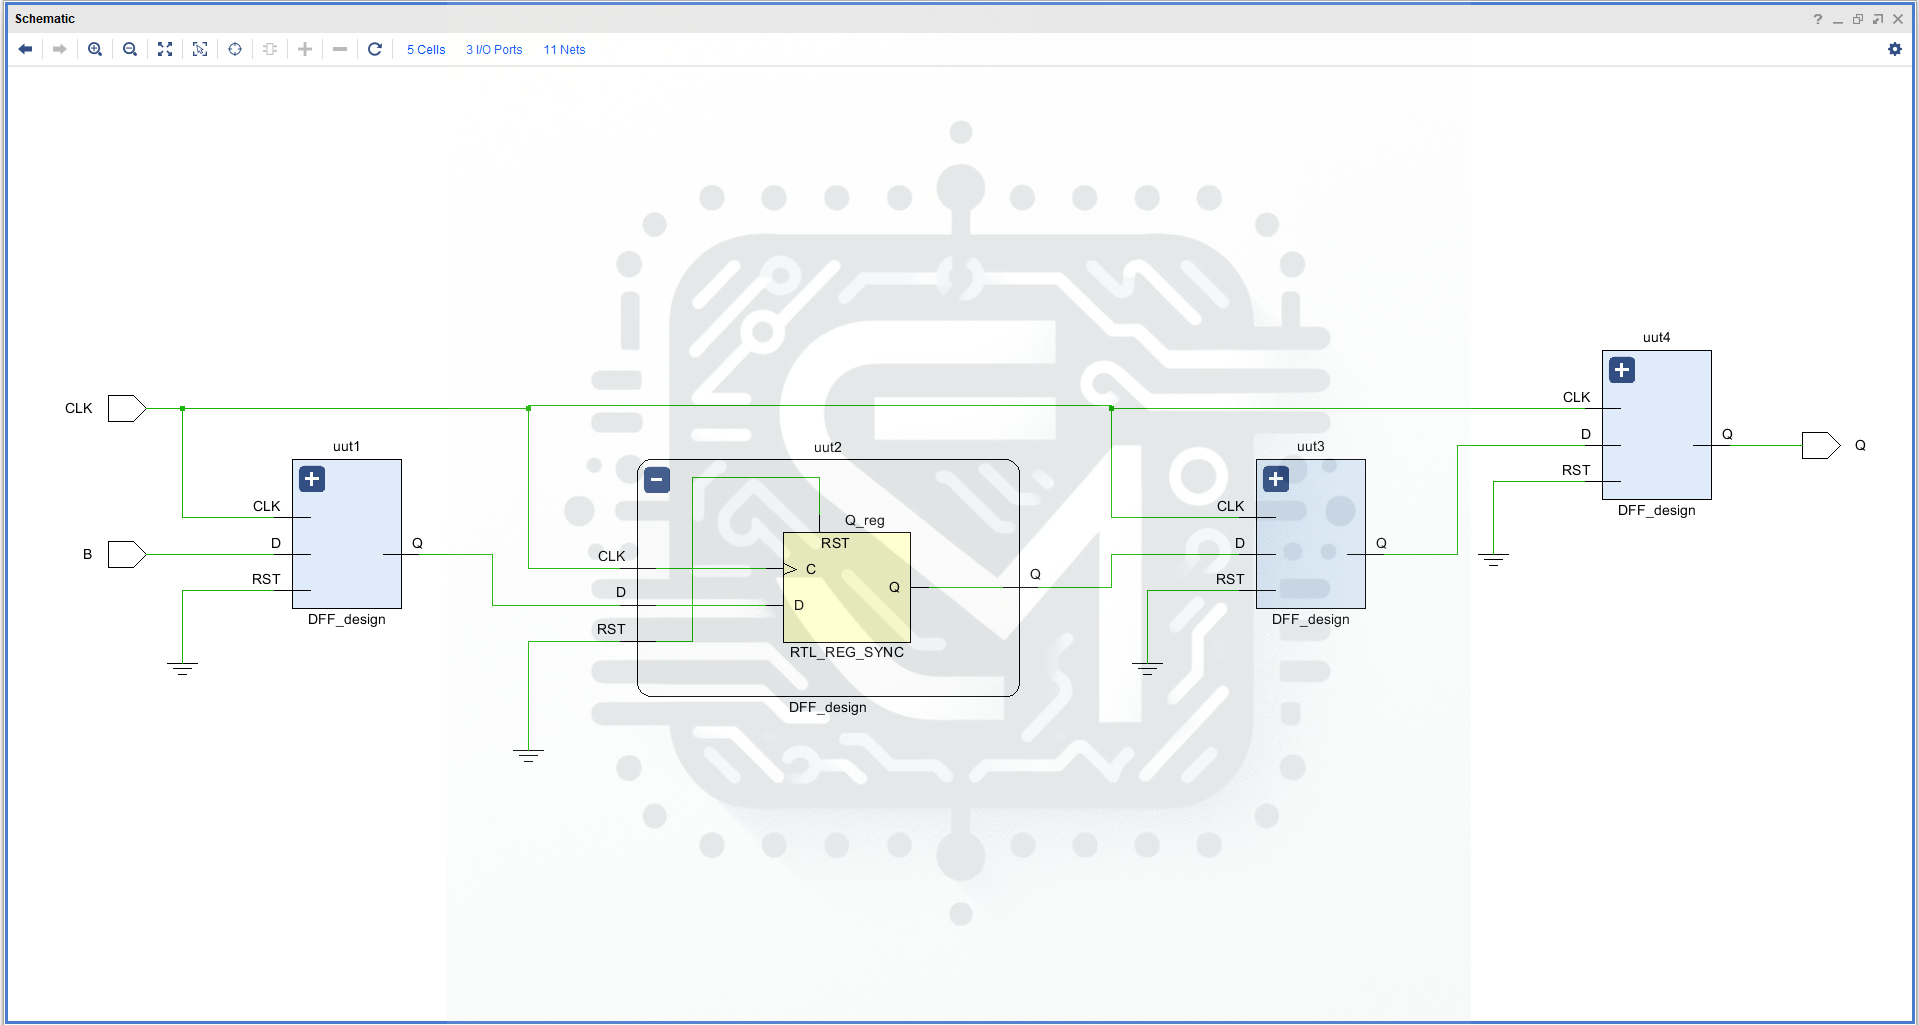 Schematic
5 Cells 3 I/O Ports 11 Nets
uut4
CLK
D
RST
Q
DFF_design
Q
CLK
B
uut1
CLK
D
RST
Q
DFF_design
uut2
CLK
D
RST
Q_reg
RST
C
D
Q
RTL_REG_SYNC
Q
DFF_design
uut3
CLK
D
RST
Q
DFF_design